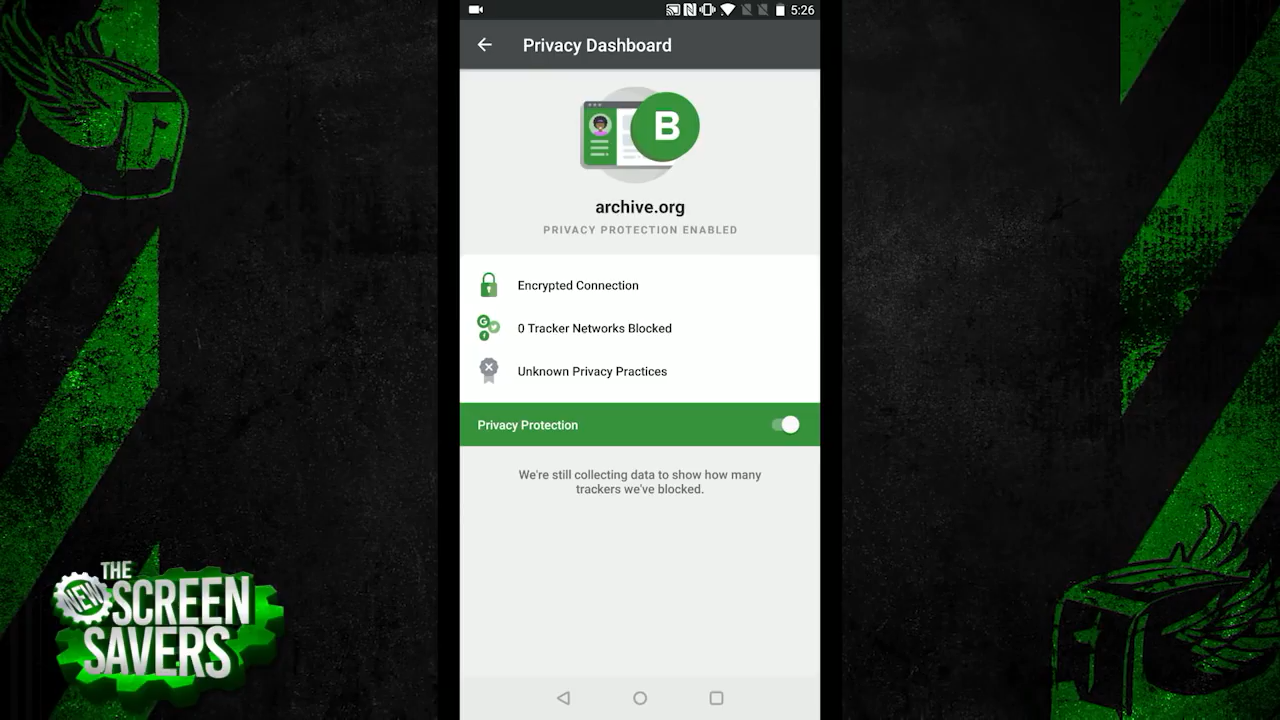 5:26
Privacy Dashboard
B
archive.org
PRIVACY PROTECTION ENABLED
Encrypted Connection
G
0 Tracker Networks Blocked
Unknown Privacy Practices
Privacy Protection
We're still collecting data to show how many
trackers we've blocked.
THE
NEW SCREEN
SAVERS